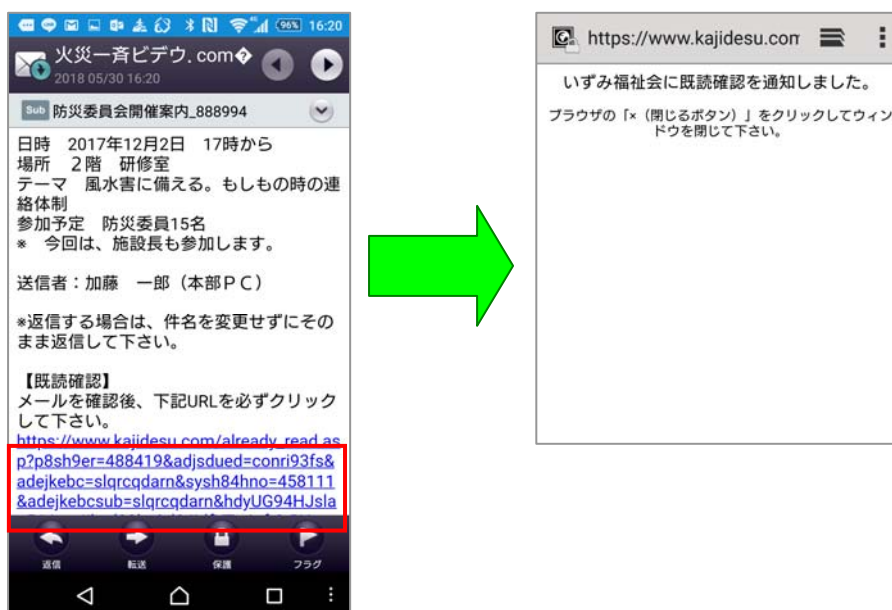 96% 16:20
火災一斉ビデウ. com�
2018 05/30 16:20
Sub 防災委員会開催案内_888994
日時 2017年12月2日 17時から
場所 2階 研修室
テーマ 風水害に備える。もしもの時の連
絡体制
参加予定 防災委員15名
* 今回は、施設長も参加します。
送信者：加藤 一郎（本部ＰＣ）
*返信する場合は、件名を変更せずにその
まま返信して下さい。
【既読確認】
メールを確認後、下記URLを必ずクリック
して下さい。
https://www.kajidesu.com/already_read.as
p?p8sh9er=488419&adjsdued=conri93fs&
adejkebc=slqrcqdarn&sysh84hno=458111
&adejkebcsub=slqrcqdarn&hdyUG94HJsla
返信 転送 保護 フラグ
https://www.kajidesu.com
いずみ福祉会に既読確認を通知しました。
ブラウザの「×（閉じるボタン）」をクリックしてウィン
ドウを閉じて下さい。